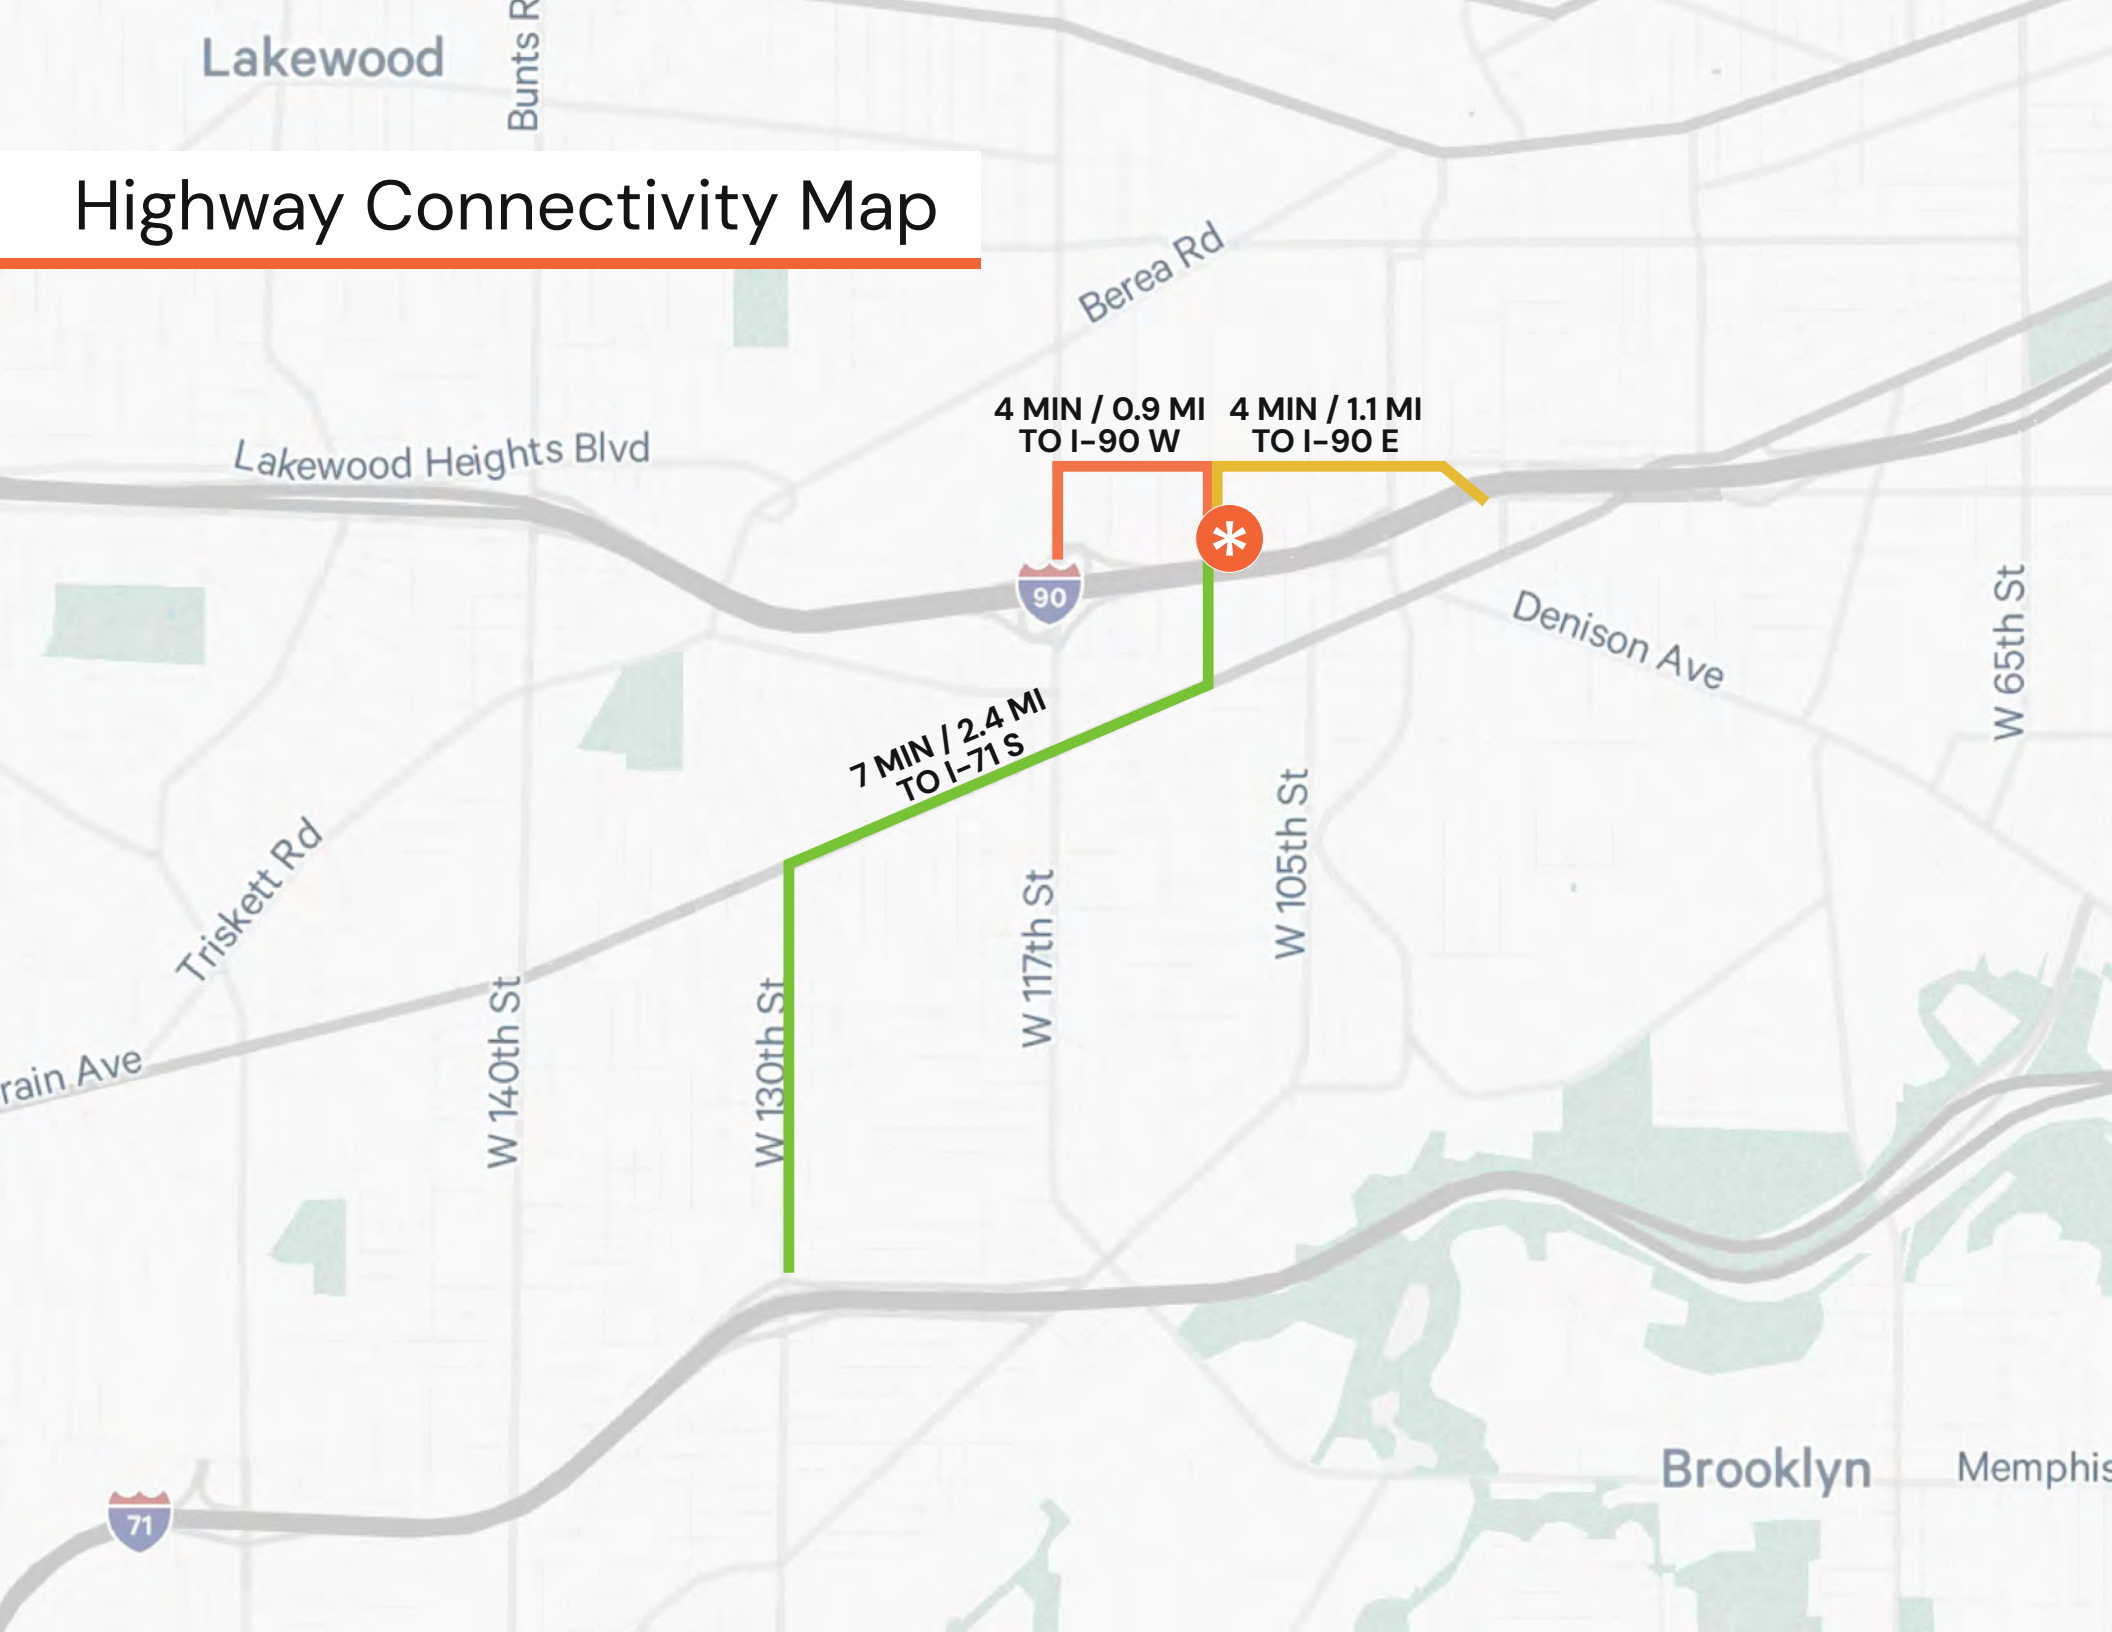 Lakewood
Bunts R
Highway Connectivity Map
Berea Rd
4 MIN / 0.9 MI
TO I-90 W
4 MIN / 1.1 MI
TO I-90 E
Lakewood Heights Blvd
*
90
Denison Ave
W 65th St
7 MIN / 2.4 MI
TO I-71 S
W 105th St
Triskett Rd
W 117th St
W 140th St
W 130th St
rain Ave
Brooklyn
Memphis
71